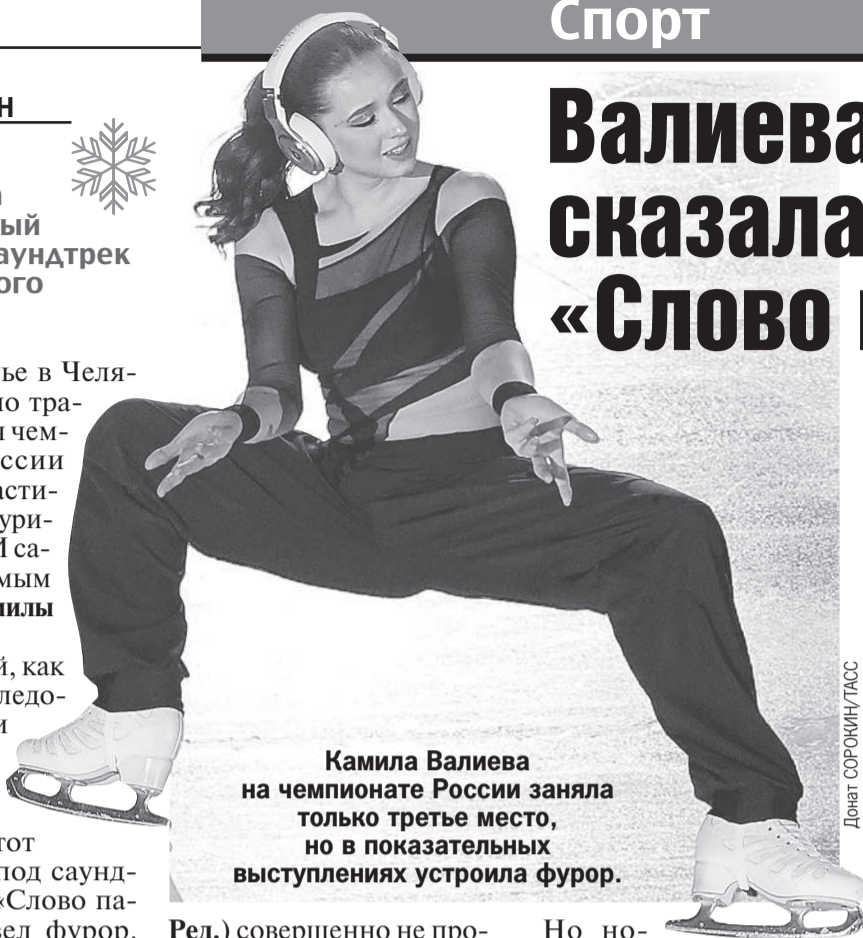 Спорт
Валиева
сказала
«Слово
н
ый
аундтрек
ого
ье в Челя-
но тра-
я чем-
ссии
асти-
ури-
И са-
мым
милы
й, как
ледо-
и
тот
под саунд-
«Слово па-
вел фурор.
Камила Валиева
на чемпионате России заняла
только третье место,
но в показательных
выступлениях устроила фурор.
Донат СОРОКИН/ТАСС
Ред.) совершенно не про-
Но но-